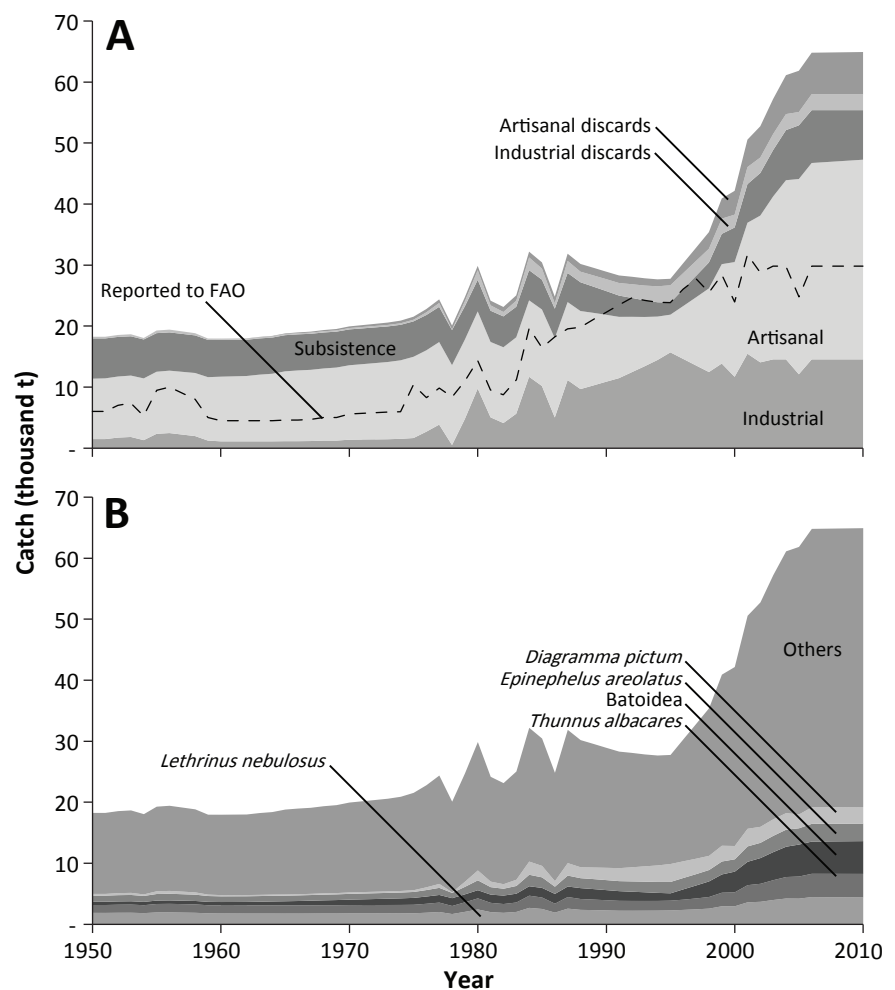 A
70
60
50
40
30
20
10
-
Artisanal discards
Industrial discards
Reported to FAO
Subsistence
Artisanal
Industrial
Catch (thousand t)
B
70
60
50
40
30
20
10
-
Others
Diagramma pictum
Epinephelus areolatus
Batoidea
Thunnus albacares
Lethrinus nebulosus
1950 1960 1970 1980 1990 2000 2010
Year